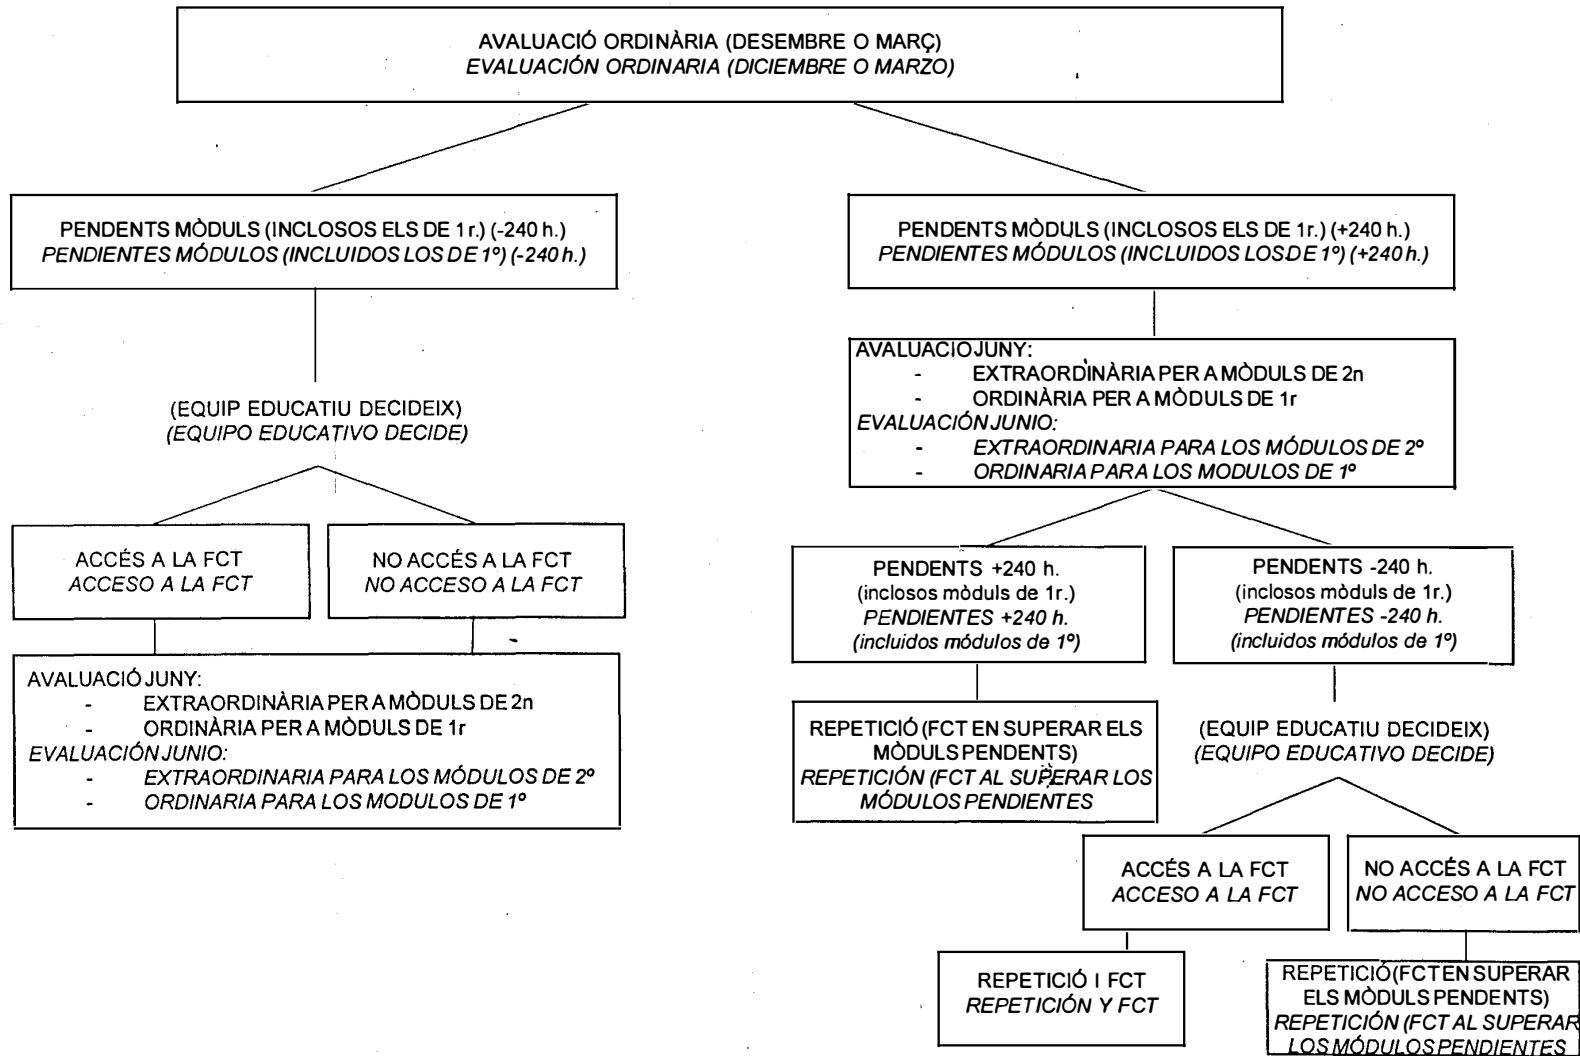 AVALUACIÓ ORDINÀRIA (DESEMBRE O MARÇ)
EVALUACIÓN ORDINARIA (DICIEMBRE O MARZO)
PENDENTS MÒDULS (INCLOSOS ELS DE 1r.) (-240 h.)
PENDIENTES MÓDULOS (INCLUIDOS LOS DE 1º) (-240 h.)
PENDENTS MÒDULS (INCLOSOS ELS DE 1r.) (+240 h.)
PENDIENTES MÓDULOS (INCLUIDOS LOS DE 1º) (+240 h.)
(EQUIP EDUCATIU DECIDEIX)
(EQUIPO EDUCATIVO DECIDE)
AVALUACIO JUNY:
- EXTRAORDINÀRIA PER A MÒDULS DE 2n
- ORDINÀRIA PER A MÒDULS DE 1r
EVALUACIÓN JUNIO:
- EXTRAORDINARIA PARA LOS MÓDULOS DE 2º
- ORDINARIA PARA LOS MODULOS DE 1º
ACCÉS A LA FCT
ACCESO A LA FCT
NO ACCÉS A LA FCT
NO ACCESO A LA FCT
AVALUACIÓ JUNY:
- EXTRAORDINÀRIA PER A MÒDULS DE 2n
- ORDINÀRIA PER A MÒDULS DE 1r
EVALUACIÓN JUNIO:
- EXTRAORDINARIA PARA LOS MÓDULOS DE 2º
- ORDINARIA PARA LOS MODULOS DE 1º
PENDENTS +240 h.
(inclosos mòduls de 1r.)
PENDIENTES +240 h.
(incluidos módulos de 1º)
PENDENTS -240 h.
(inclosos mòduls de 1r.)
PENDIENTES -240 h.
(incluidos módulos de 1º)
REPETICIÓ (FCT EN SUPERAR ELS
MÒDULS PENDENTS)
REPETICIÓN (FCT AL SUPERAR LOS
MÓDULOS PENDIENTES
(EQUIP EDUCATIU DECIDEIX)
(EQUIPO EDUCATIVO DECIDE)
ACCÉS A LA FCT
ACCESO A LA FCT
NO ACCÉS A LA FCT
NO ACCESO A LA FCT
REPETICIÓ I FCT
REPETICIÓN Y FCT
REPETICIÓ (FCT EN SUPERAR
ELS MÒDULS PENDENTS)
REPETICIÓN (FCT AL SUPERAR
LOS MÓDULOS PENDIENTES